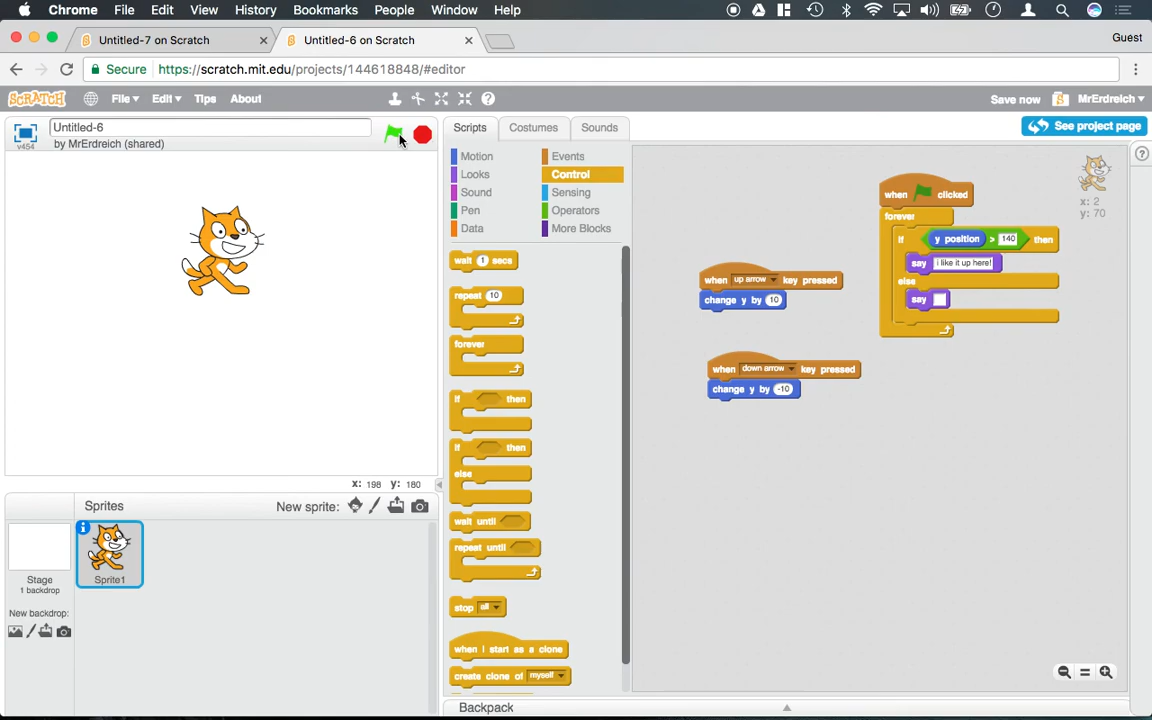 Chrome File Edit View History Bookmarks People Window Help
Untitled-7 on Scratch Untitled-6 on Scratch Guest
Secure https://scratch.mit.edu/projects/144618848/#editor
SCRATCH File Edit Tips About Save now MrErdreich
Untitled-6
by MrErdreich (shared)
v454
Scripts Costumes Sounds
See project page
Motion Events
Looks Control
Sound Sensing
Pen Operators
Data More Blocks
wait 1 secs
repeat 10
forever
if then
if then
else
wait until
repeat until
stop all
when I start as a clone
create clone of myself
when clicked
forever
if y position > 140 then
say i like it up here!
else
say
when up arrow key pressed
change y by 10
when down arrow key pressed
change y by -10
x: 2
y: 70
x: 198 y: 180
Sprites New sprite:
Stage
1 backdrop
Sprite1
New backdrop:
Backpack